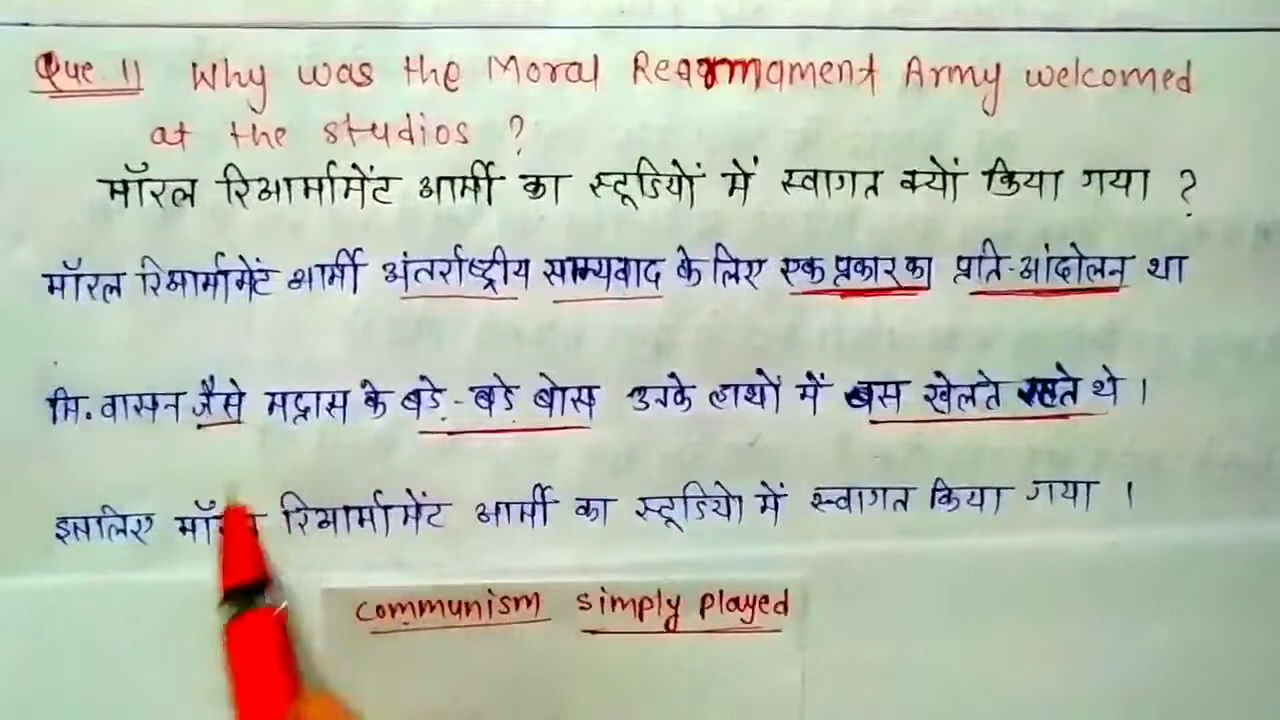 Que 11 Why was the Moral Rearmament Army welcomed
at the studios ?
मॉरल रिआर्मामेंट आर्मी का स्टूडियों में स्वागत क्यों किया गया ?
मॉरल रिआर्मामेंट आर्मी अंतर्राष्ट्रीय साम्यवाद के लिए एक प्रकार का प्रति-आंदोलन था
मि. वासन जैसे मद्रास के बड़े-बड़े बोस उनके हाथों में बस खेलते रहते थे ।
इसलिए मॉरल रिआर्मामेंट आर्मी का स्टूडियो में स्वागत किया गया ।
communism simply played